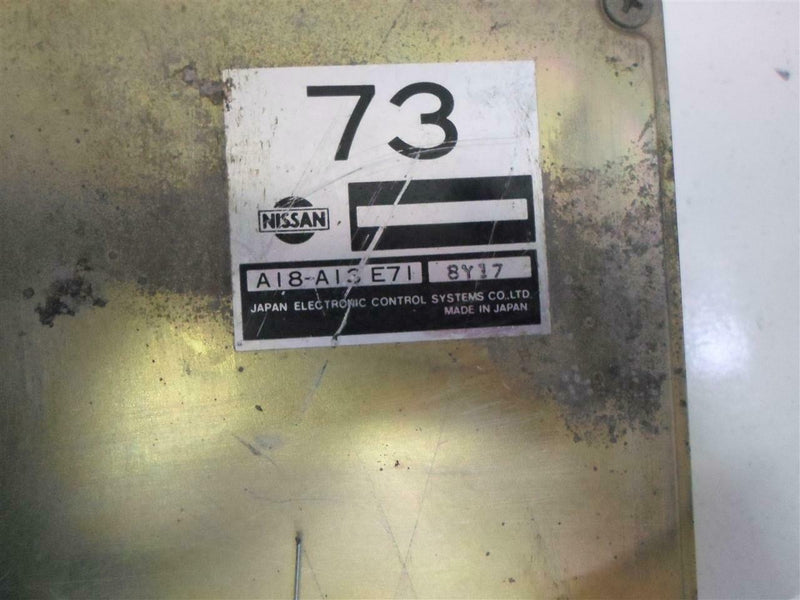 73
NISSAN
A18-A13 E71 8Y17
JAPAN ELECTRONIC CONTROL SYSTEMS CO.,LTD.
MADE IN JAPAN